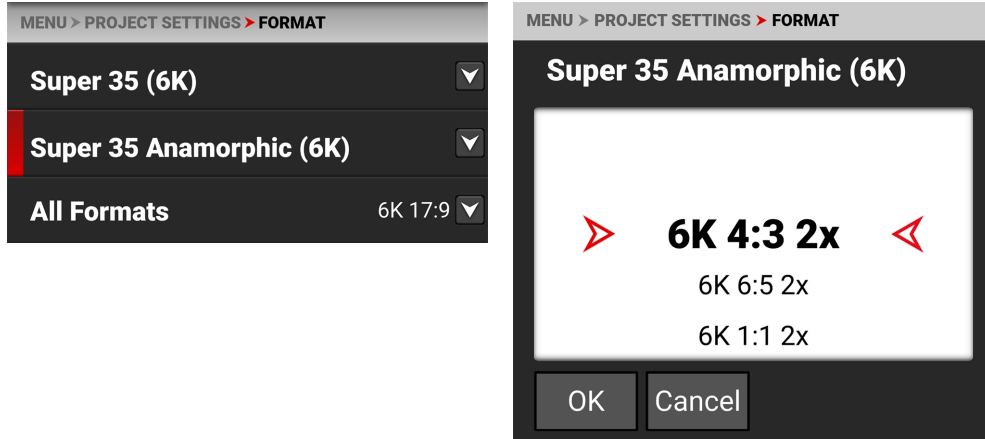 MENU > PROJECT SETTINGS > FORMAT
Super 35 (6K)
Super 35 Anamorphic (6K)
All Formats 6K 17:9
MENU > PROJECT SETTINGS > FORMAT
Super 35 Anamorphic (6K)
6K 4:3 2x
6K 6:5 2x
6K 1:1 2x
OK Cancel